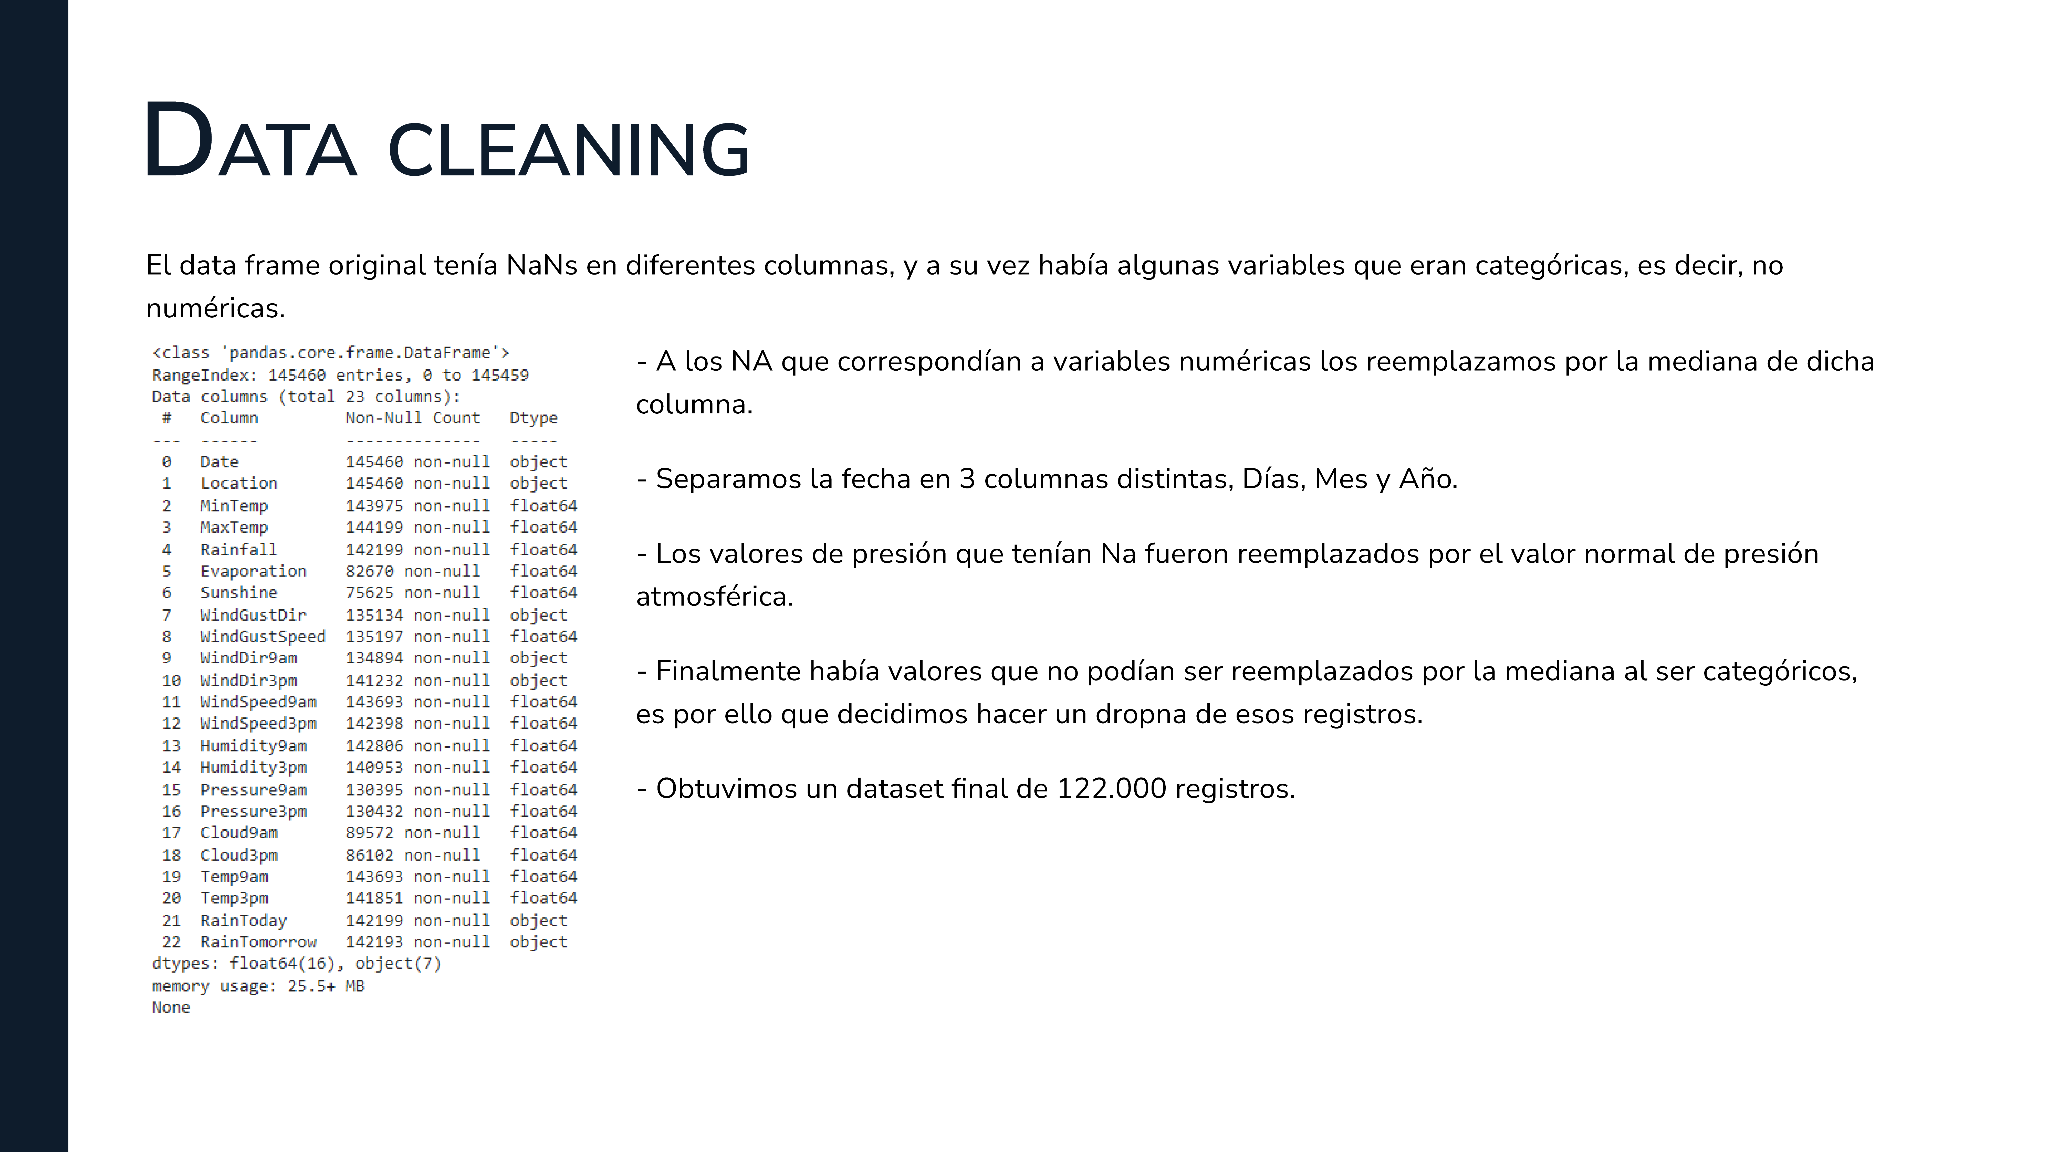 DATA CLEANING
El data frame original tenía NaNs en diferentes columnas, y a su vez había algunas variables que eran categóricas, es decir, no
numéricas.
<class 'pandas.core.frame.DataFrame'>
RangeIndex: 145460 entries, 0 to 145459
Data columns (total 23 columns):
 #   Column         Non-Null Count   Dtype
---  ------         --------------   -----
 0   Date           145460 non-null  object
 1   Location       145460 non-null  object
 2   MinTemp        143975 non-null  float64
 3   MaxTemp        144199 non-null  float64
 4   Rainfall       142199 non-null  float64
 5   Evaporation    82670 non-null   float64
 6   Sunshine       75625 non-null   float64
 7   WindGustDir    135134 non-null  object
 8   WindGustSpeed  135197 non-null  float64
 9   WindDir9am     134894 non-null  object
 10  WindDir3pm     141232 non-null  object
 11  WindSpeed9am   143693 non-null  float64
 12  WindSpeed3pm   142398 non-null  float64
 13  Humidity9am    142806 non-null  float64
 14  Humidity3pm    140953 non-null  float64
 15  Pressure9am    130395 non-null  float64
 16  Pressure3pm    130432 non-null  float64
 17  Cloud9am       89572 non-null   float64
 18  Cloud3pm       86102 non-null   float64
 19  Temp9am        143693 non-null  float64
 20  Temp3pm        141851 non-null  float64
 21  RainToday      142199 non-null  object
 22  RainTomorrow   142193 non-null  object
dtypes: float64(16), object(7)
memory usage: 25.5+ MB
None
- A los NA que correspondían a variables numéricas los reemplazamos por la mediana de dicha
columna.
- Separamos la fecha en 3 columnas distintas, Días, Mes y Año.
- Los valores de presión que tenían Na fueron reemplazados por el valor normal de presión
atmosférica.
- Finalmente había valores que no podían ser reemplazados por la mediana al ser categóricos,
es por ello que decidimos hacer un dropna de esos registros.
- Obtuvimos un dataset final de 122.000 registros.